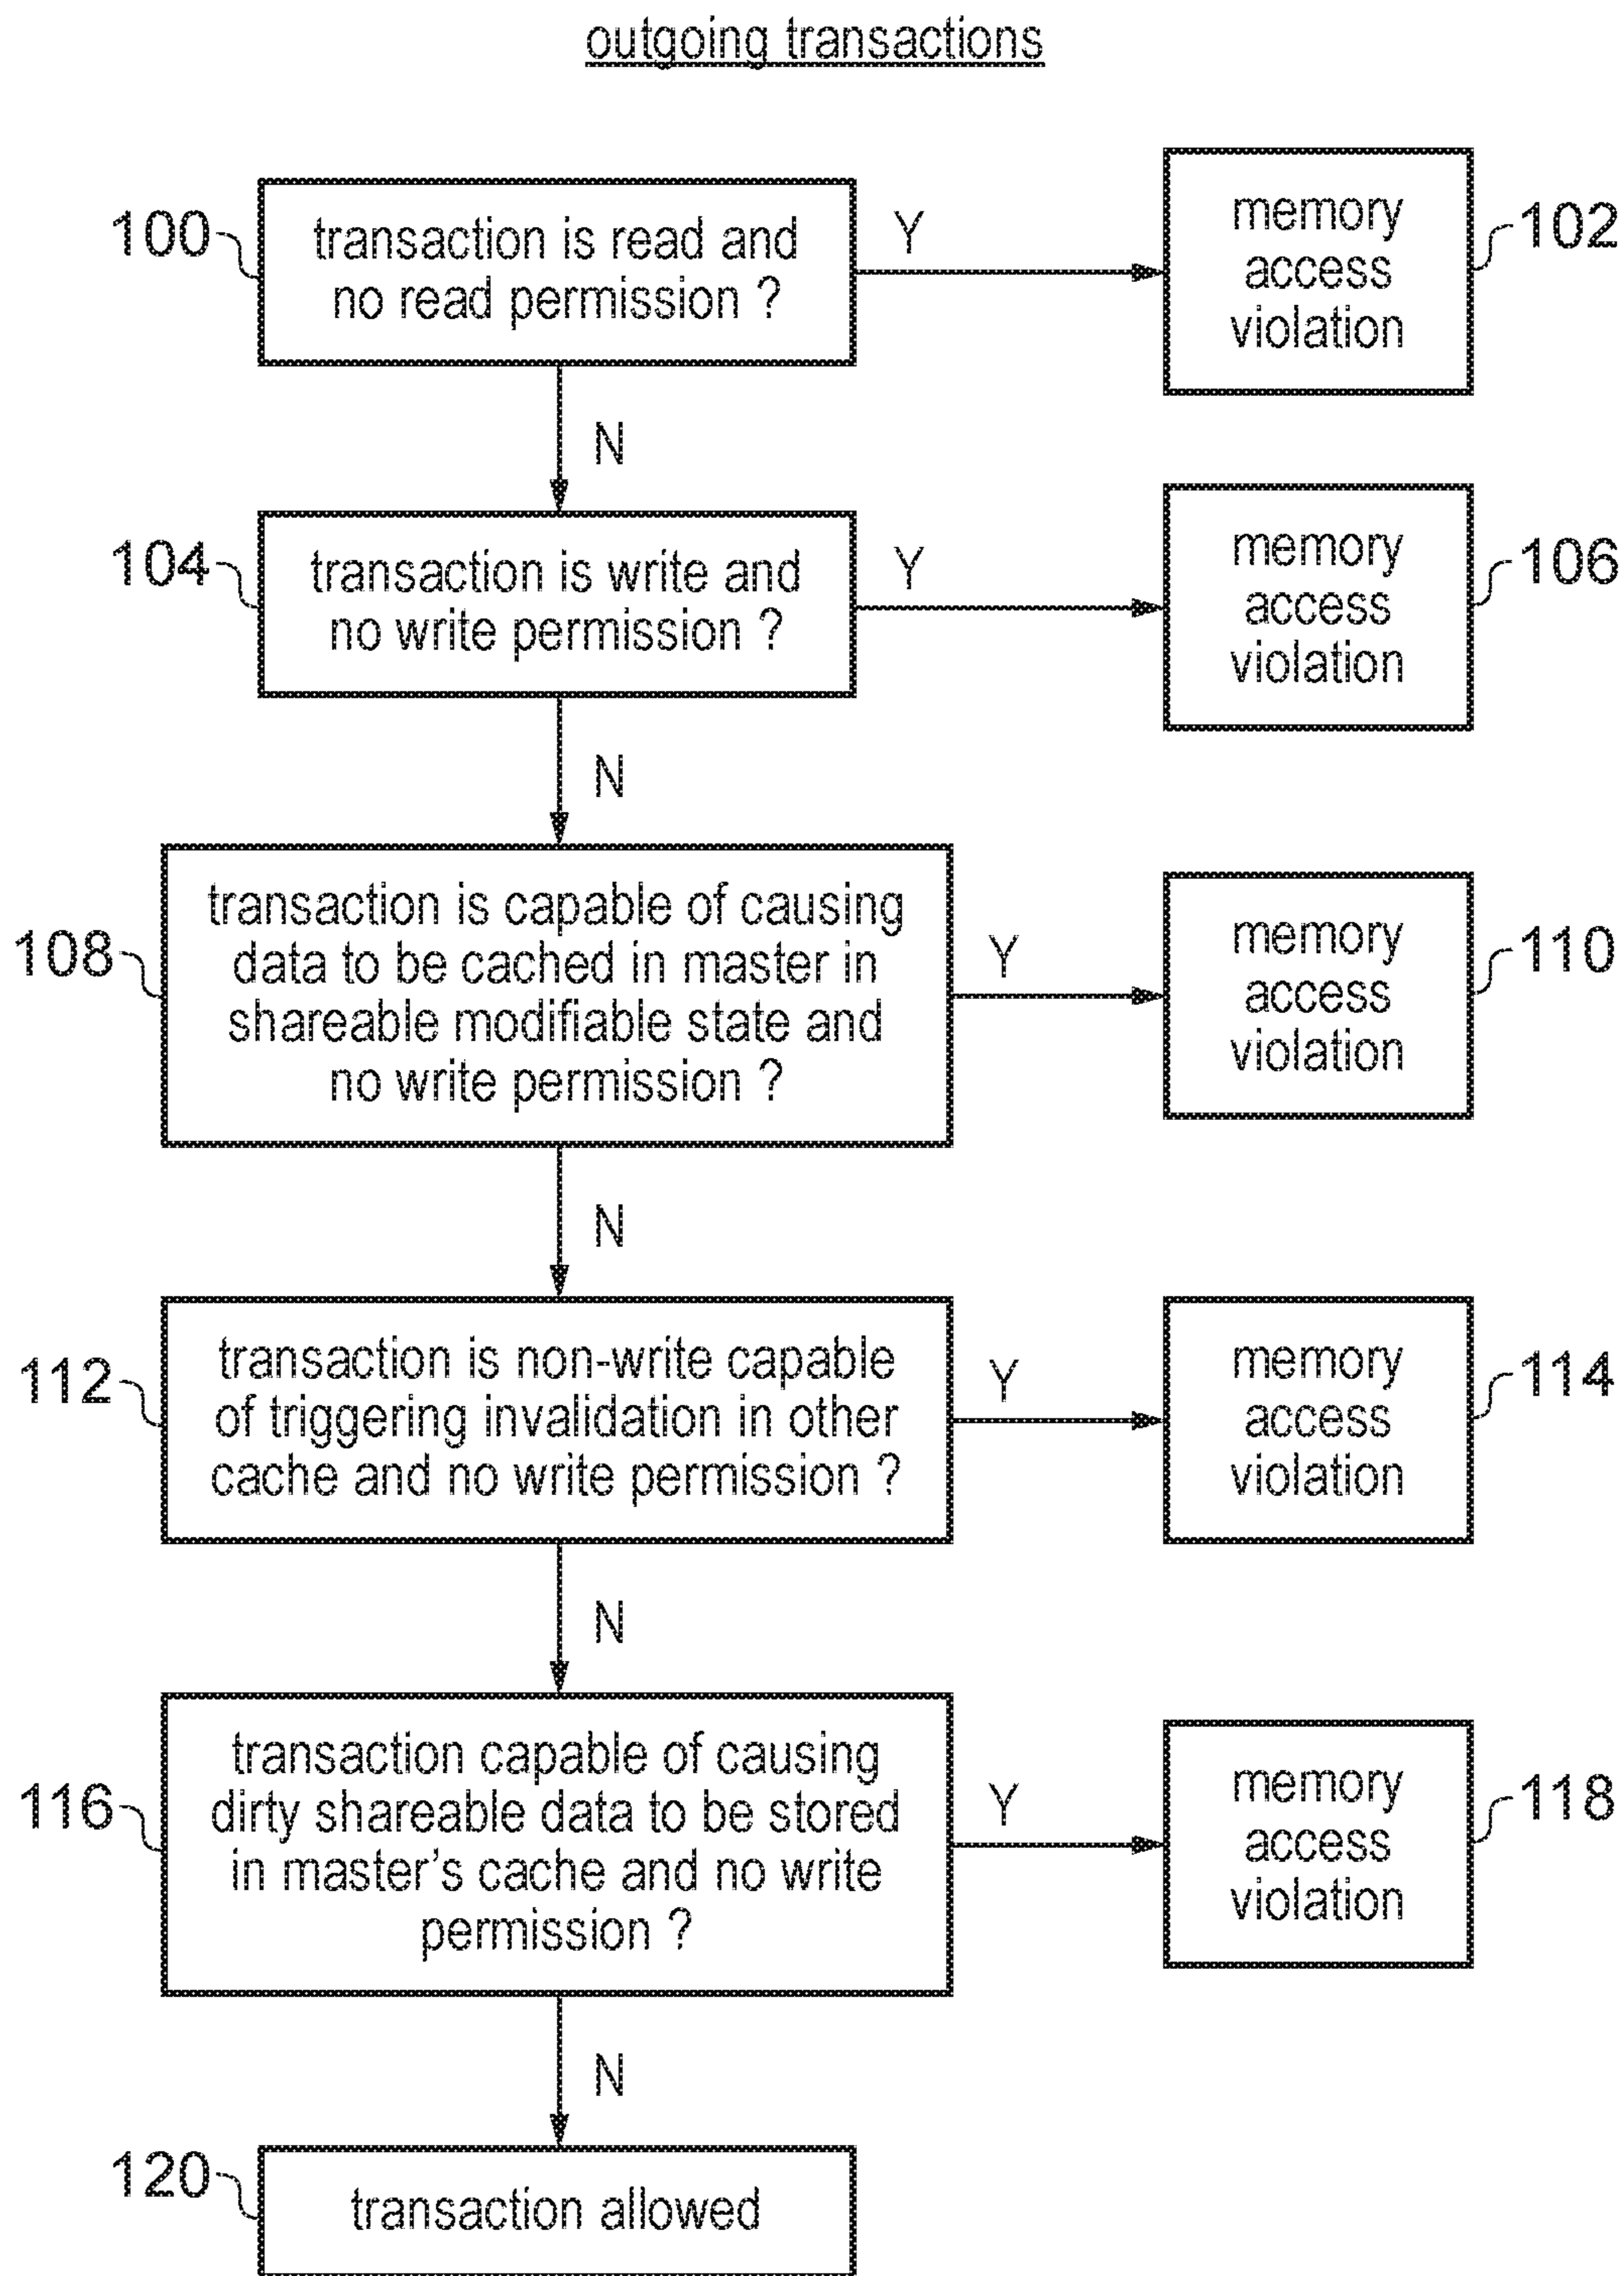 outgoing transactions
100
transaction is read and
no read permission ?
Y
memory
access
violation
102
N
104
transaction is write and
no write permission ?
Y
memory
access
violation
106
N
108
transaction is capable of causing
data to be cached in master in
shareable modifiable state and
no write permission ?
Y
memory
access
violation
110
N
112
transaction is non-write capable
of triggering invalidation in other
cache and no write permission ?
Y
memory
access
violation
114
N
116
transaction capable of causing
dirty shareable data to be stored
in master's cache and no write
permission ?
Y
memory
access
violation
118
N
120
transaction allowed